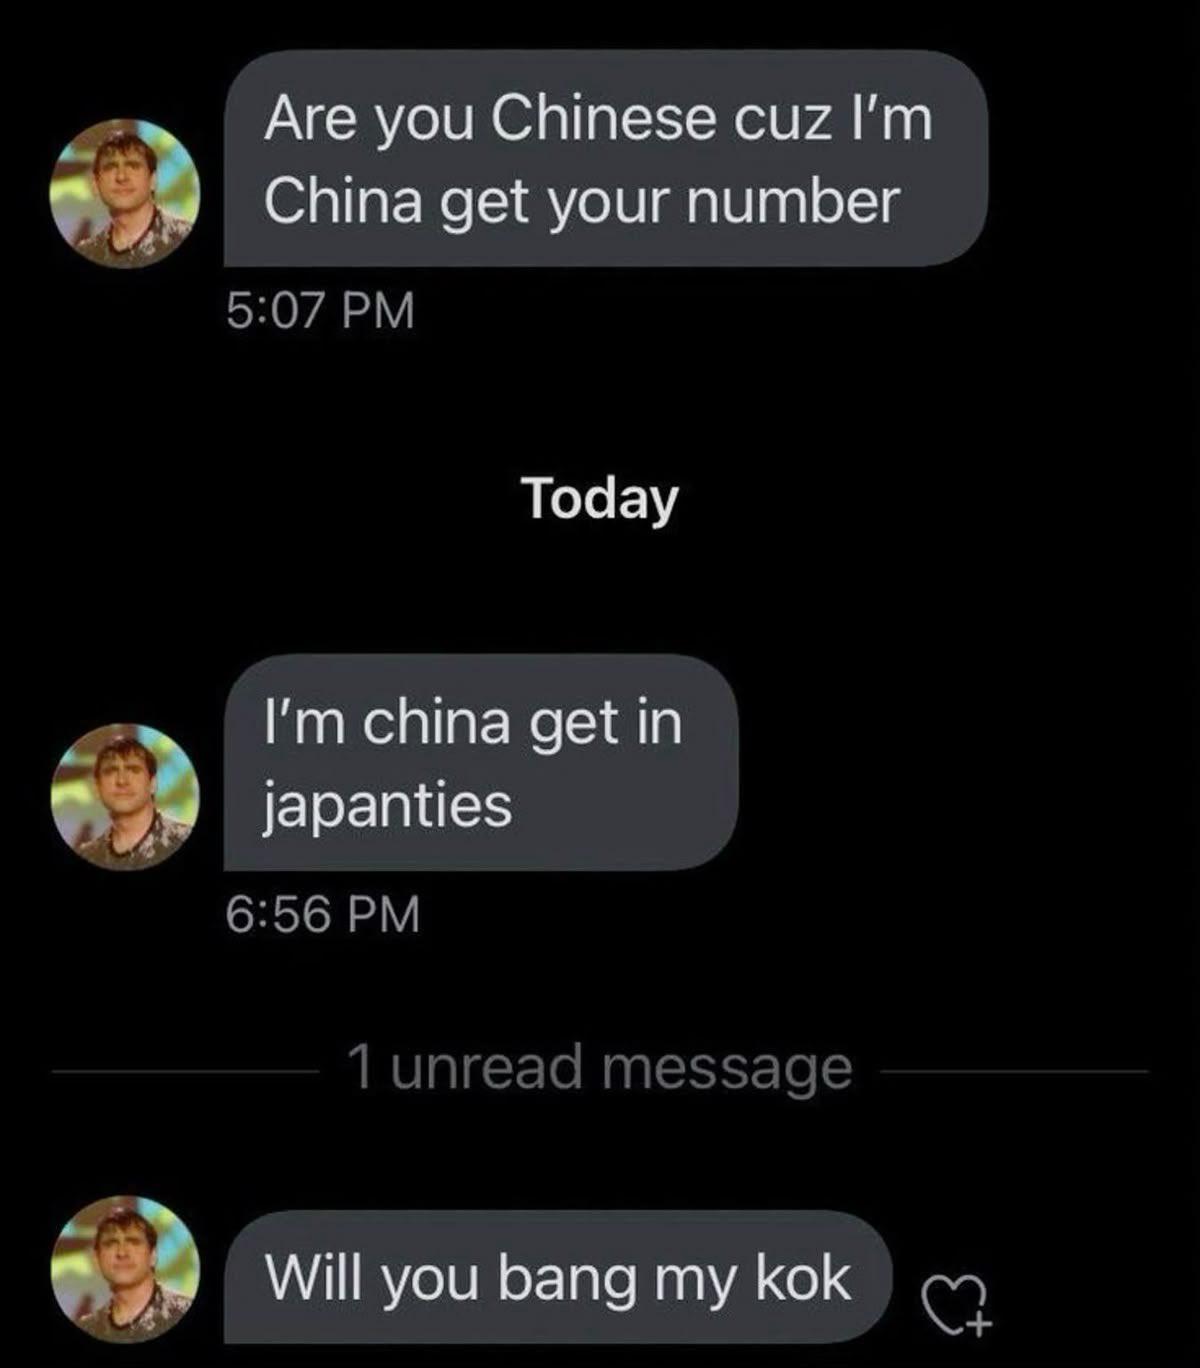 Are you Chinese cuz I'm
China get your number
5:07 PM
Today
I'm china get in
japanties
6:56 PM
1 unread message
Will you bang my kok